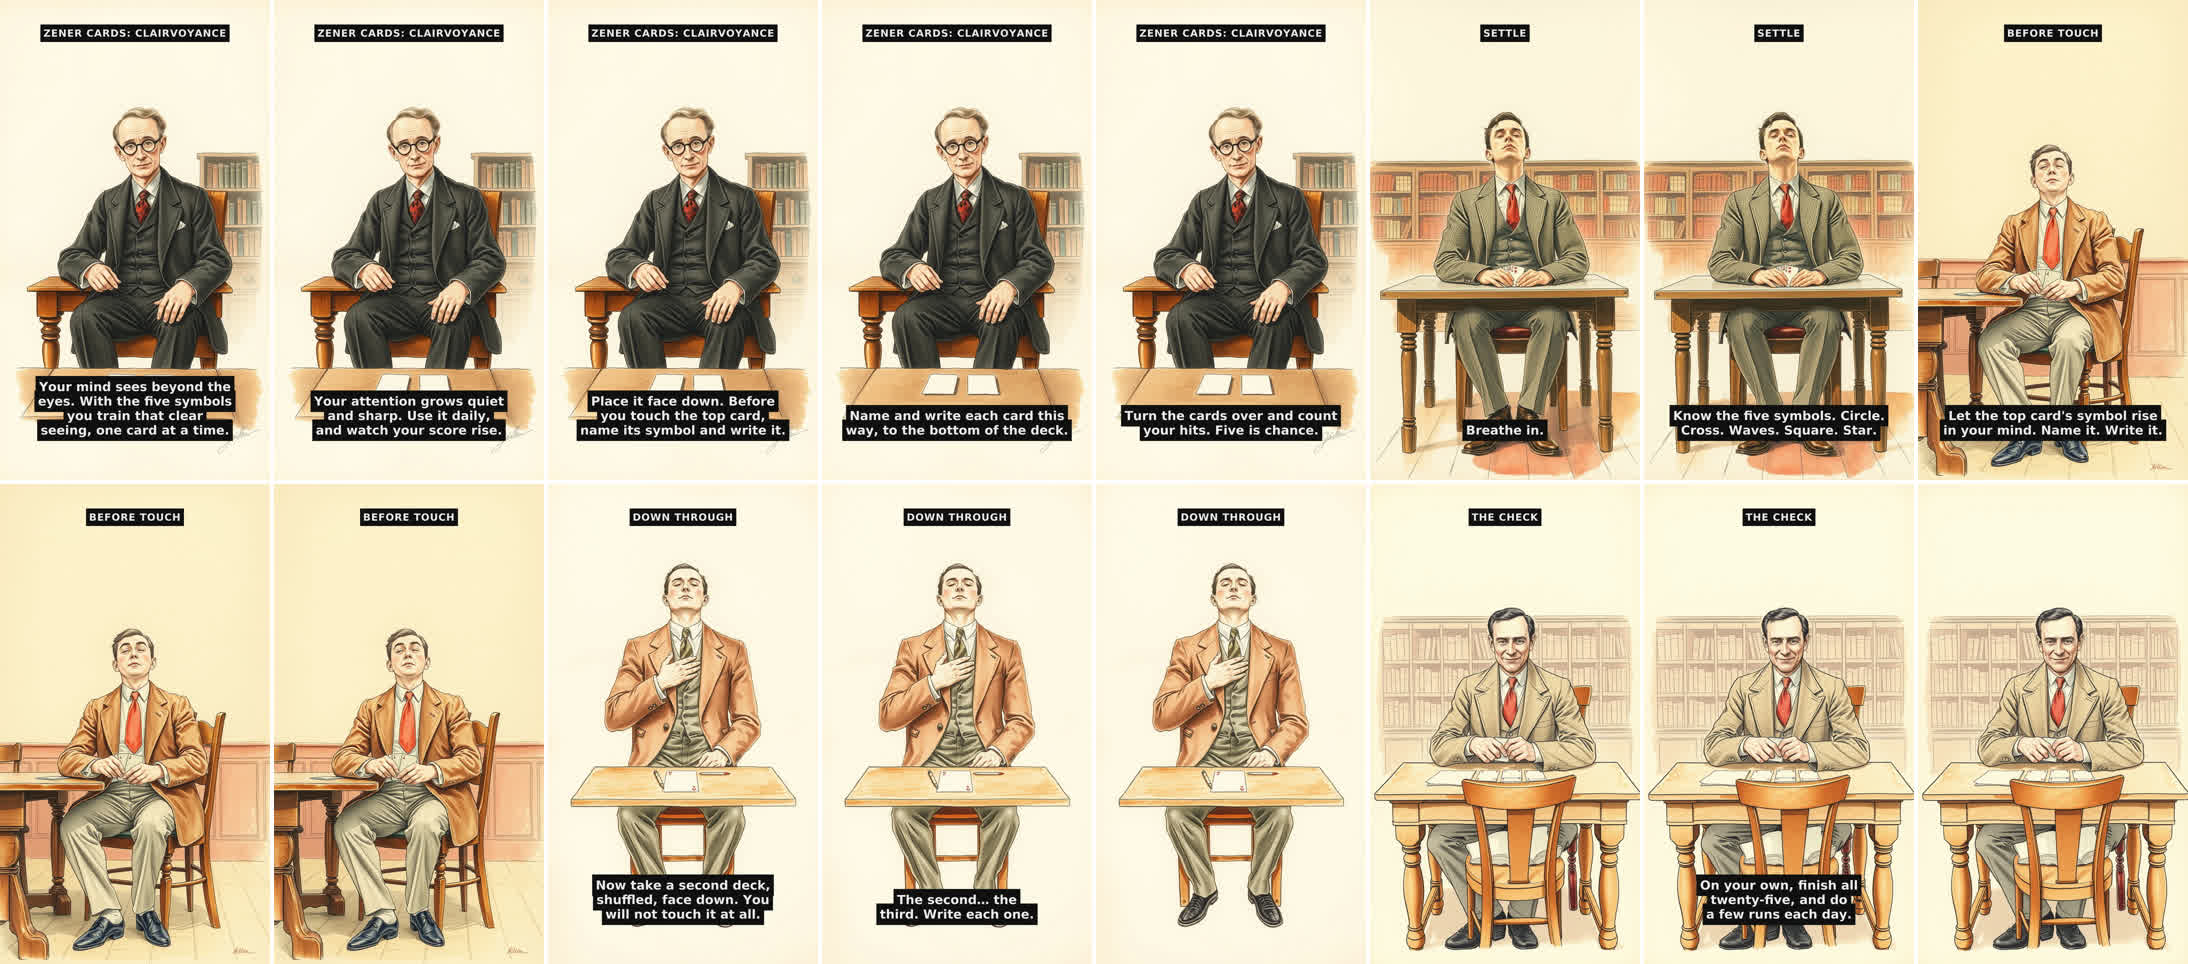 ZENER CARDS: CLAIRVOYANCE
Your mind sees beyond the
eyes. With the five symbols
you train that clear
seeing, one card at a time.
ZENER CARDS: CLAIRVOYANCE
Your attention grows quiet
and sharp. Use it daily,
and watch your score rise.
ZENER CARDS: CLAIRVOYANCE
Place it face down. Before
you touch the top card,
name its symbol and write it.
ZENER CARDS: CLAIRVOYANCE
Name and write each card this
way, to the bottom of the deck.
ZENER CARDS: CLAIRVOYANCE
Turn the cards over and count
your hits. Five is chance.
SETTLE
Breathe in.
SETTLE
Know the five symbols. Circle.
Cross. Waves. Square. Star.
BEFORE TOUCH
Let the top card's symbol rise
in your mind. Name it. Write it.
BEFORE TOUCH
BEFORE TOUCH
DOWN THROUGH
Now take a second deck,
shuffled, face down. You
will not touch it at all.
DOWN THROUGH
The second... the
third. Write each one.
DOWN THROUGH
THE CHECK
THE CHECK
On your own, finish all
twenty-five, and do
a few runs each day.